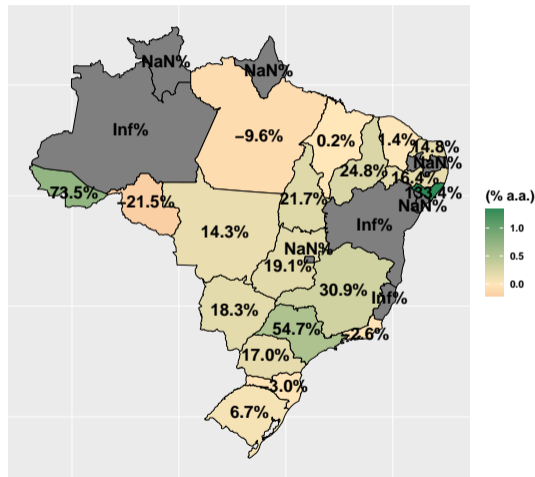 NaN%
NaN%
Inf%
−9.6%
0.2%
1.4%
14.8%
NaN%
24.8%
16.4%
133.4%
NaN%
73.5%
−21.5%
21.7%
14.3%
Inf%
NaN%
19.1%
30.9%
Inf%
18.3%
54.7%
−2.6%
17.0%
−3.0%
6.7%
(% a.a.)
1.0
0.5
0.0